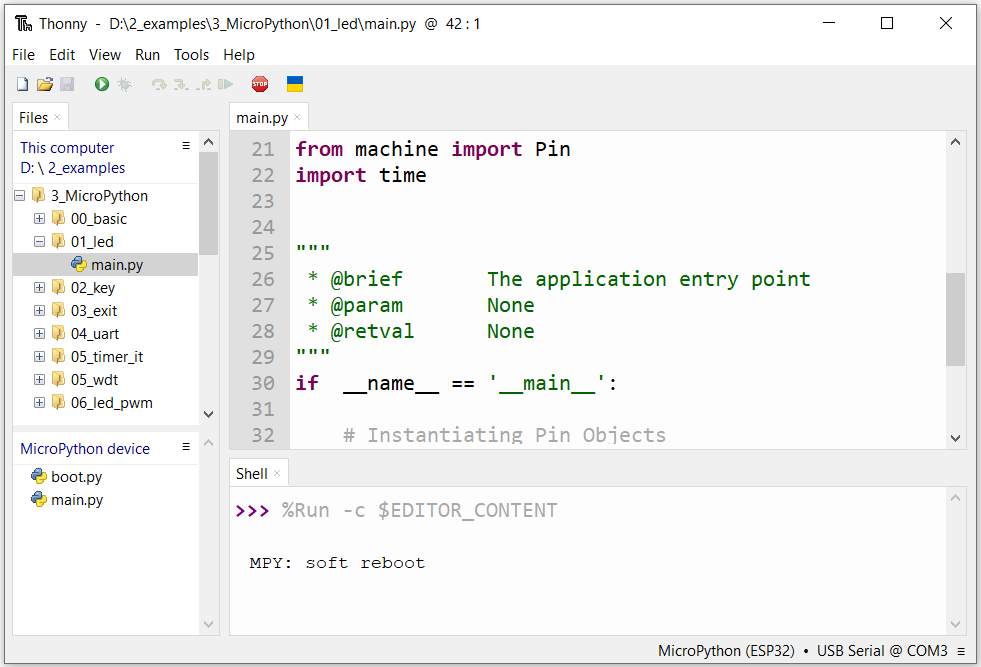 Thonny - D:\2_examples\3_MicroPython\01_led\main.py @ 42 : 1
File Edit View Run Tools Help
STOP
Files ×
This computer ≡
D: \ 2_examples
3_MicroPython
00_basic
01_led
main.py
02_key
03_exit
04_uart
05_timer_it
05_wdt
06_led_pwm
MicroPython device ≡
boot.py
main.py
main.py ×
21 from machine import Pin
22 import time
23
24
25 """
26  * @brief       The application entry point
27  * @param       None
28  * @retval      None
29 """
30 if  __name__ == '__main__':
31
32     # Instantiating Pin Objects
Shell ×
>>> %Run -c $EDITOR_CONTENT
MPY: soft reboot
MicroPython (ESP32) • USB Serial @ COM3 ≡